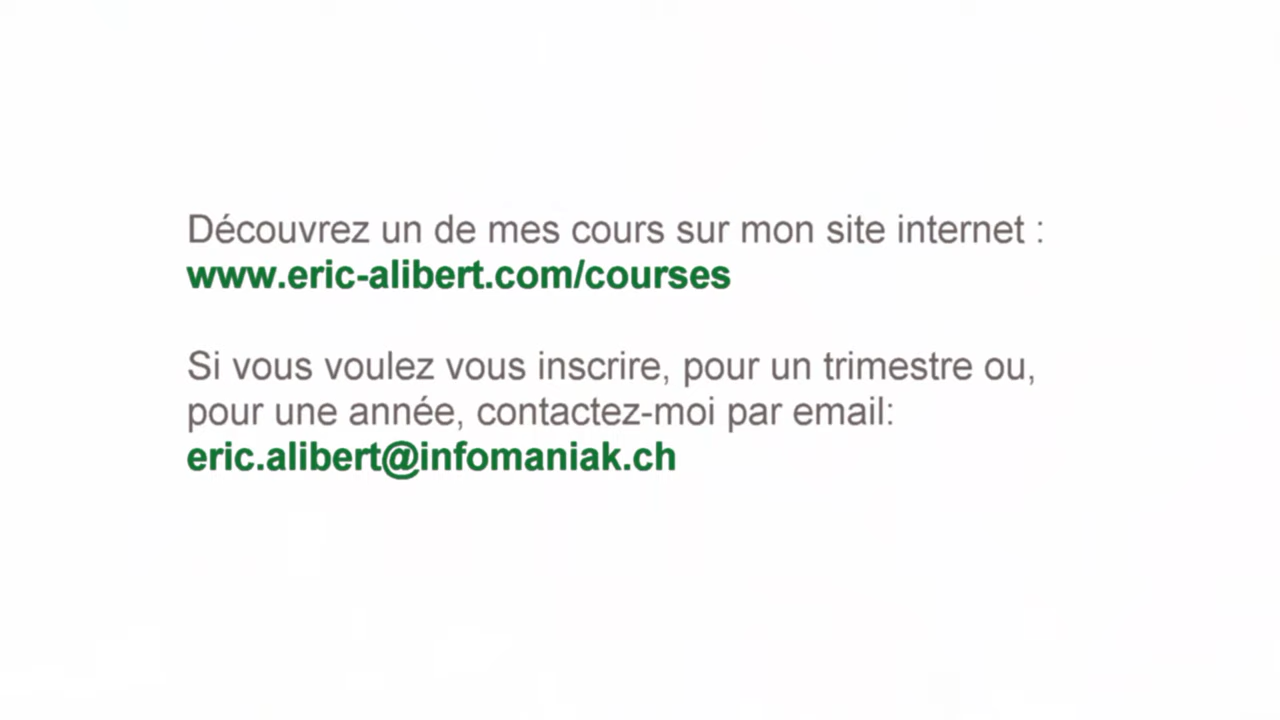 Découvrez un de mes cours sur mon site internet :
www.eric-alibert.com/courses
Si vous voulez vous inscrire, pour un trimestre ou,
pour une année, contactez-moi par email:
eric.alibert@infomaniak.ch